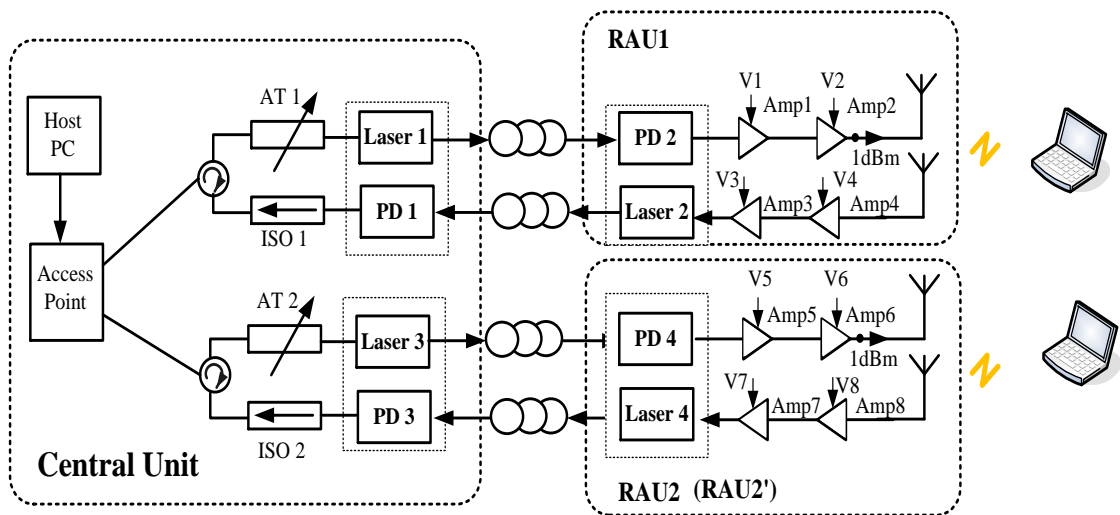 Host
PC
Access
Point
AT 1
Laser 1
PD 1
ISO 1
AT 2
Laser 3
PD 3
ISO 2
Central Unit
RAU1
V1
Amp1
V2
Amp2
PD 2
1dBm
V3
Amp3
V4
Amp4
Laser 2
V5
Amp5
V6
Amp6
PD 4
1dBm
V7
Amp7
V8
Amp8
Laser 4
RAU2 (RAU2')